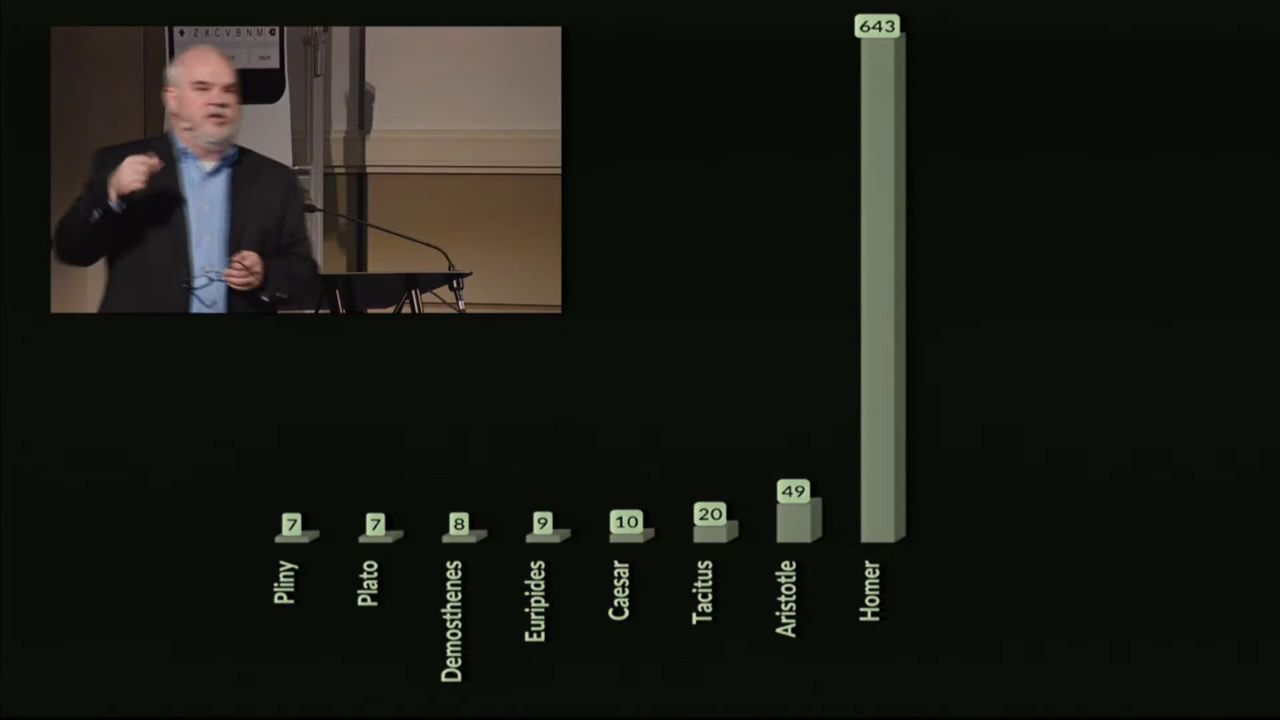 Z X C V B N M
643
7
7
8
9
10
20
49
Pliny
Plato
Demosthenes
Euripides
Caesar
Tacitus
Aristotle
Homer